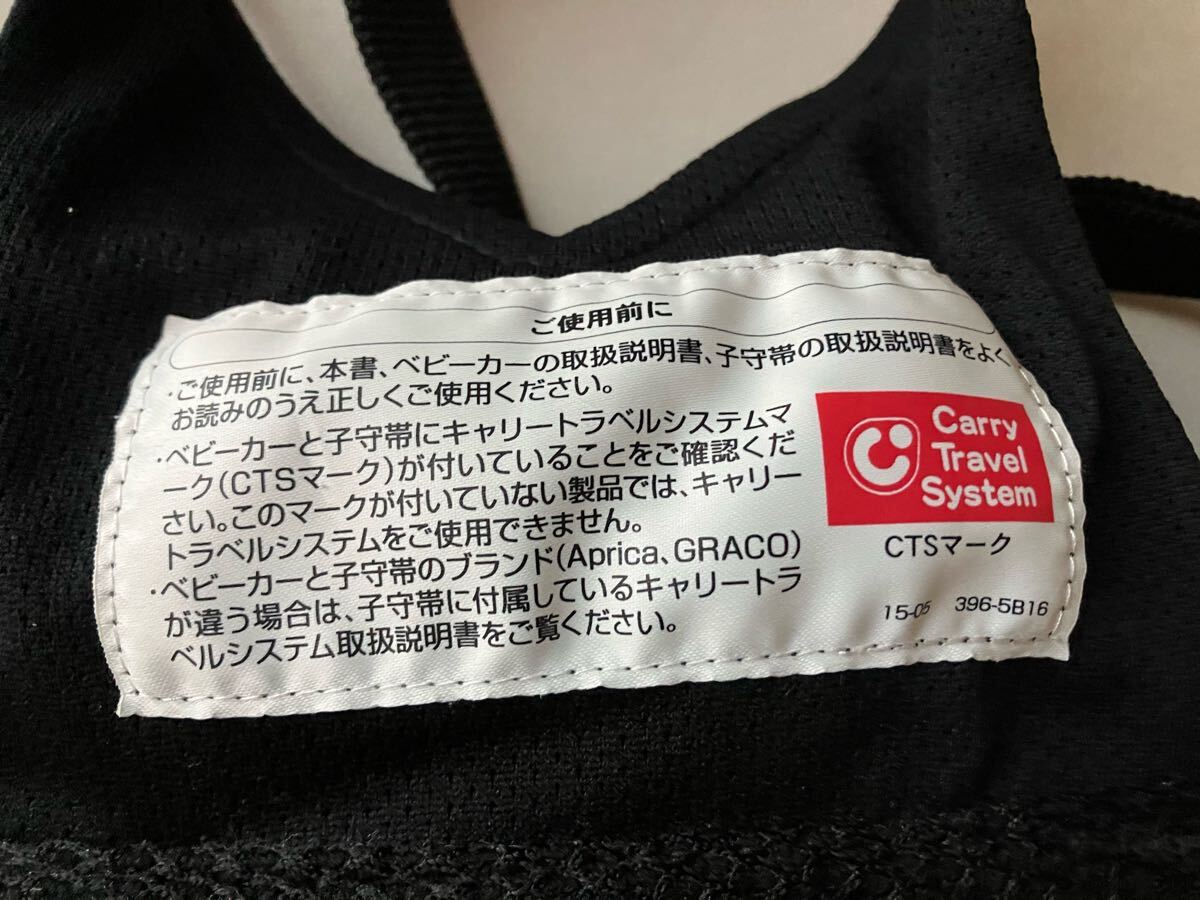 ご使用前に
・ご使用前に、本書、ベビーカーの取扱説明書、子守帯の取扱説明書をよく
お読みのうえ正しくご使用ください。
・ベビーカーと子守帯にキャリートラベルシステムマ
ーク(CTSマーク)が付いていることをご確認くだ
さい。このマークが付いていない製品では、キャリー
トラベルシステムをご使用できません。
・ベビーカーと子守帯のブランド(Aprica、GRACO)
が違う場合は、子守帯に付属しているキャリートラ
ベルシステム取扱説明書をご覧ください。
Carry
Travel
System
CTSマーク
15-05 396-5B16